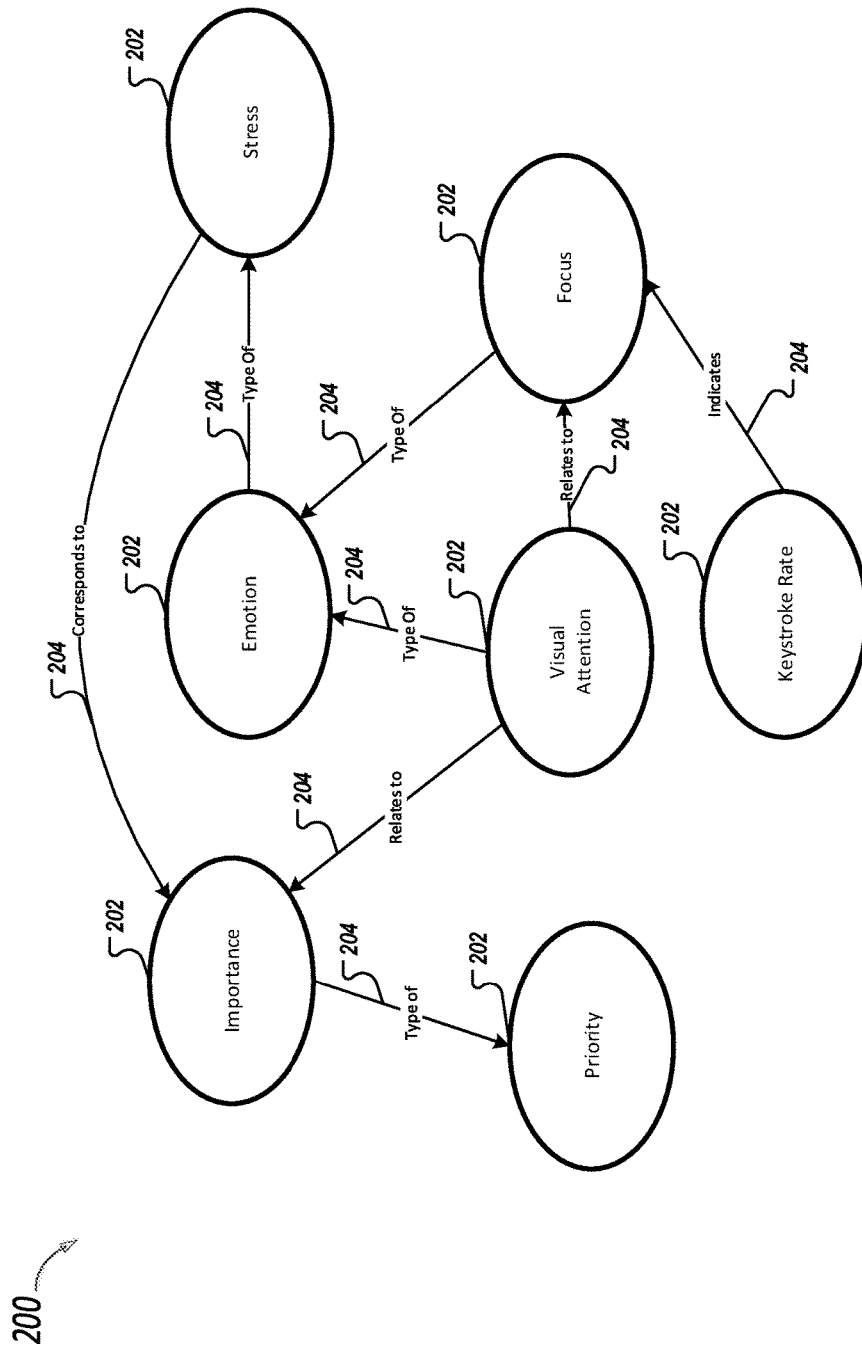 200
202
Importance
204
Corresponds to
202
Emotion
204
Type Of
202
Stress
204
Type of
204
Relates to
204
Type Of
204
Type Of
202
Priority
202
Visual
Attention
Relates to
204
202
Focus
202
Keystroke Rate
Indicates
204